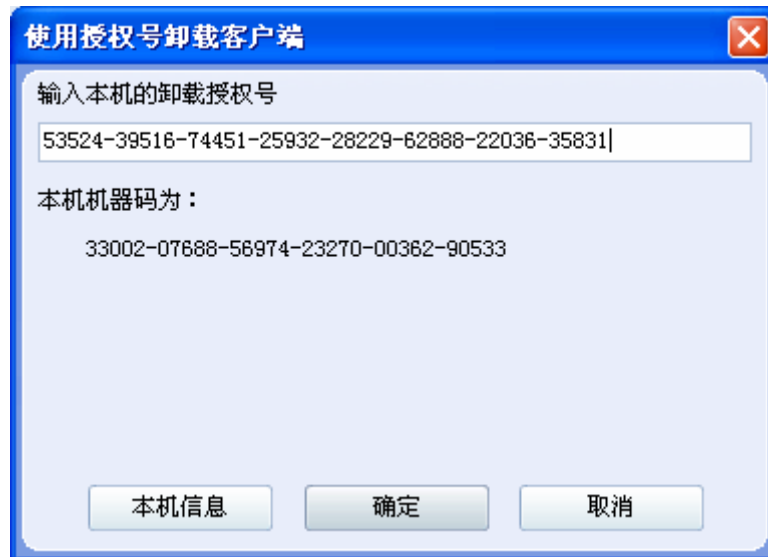 使用授权号卸载客户端
输入本机的卸载授权号
53524-39516-74451-25932-28229-62888-22036-35831
本机机器码为：
33002-07688-56974-23270-00362-90533
本机信息 确定 取消